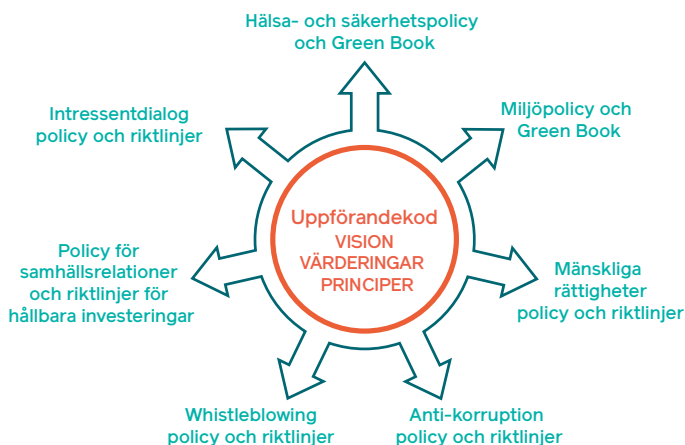 Hälsa- och säkerhetspolicy
och Green Book
Intressentdialog
policy och riktlinjer
Miljöpolicy och
Green Book
Uppförandekod
VISION
VÄRDERINGAR
PRINCIPER
Policy för
samhällsrelationer
och riktlinjer för
hållbara investeringar
Mänskliga
rättigheter
policy och riktlinjer
Whistleblowing
policy och riktlinjer
Anti-korruption
policy och riktlinjer